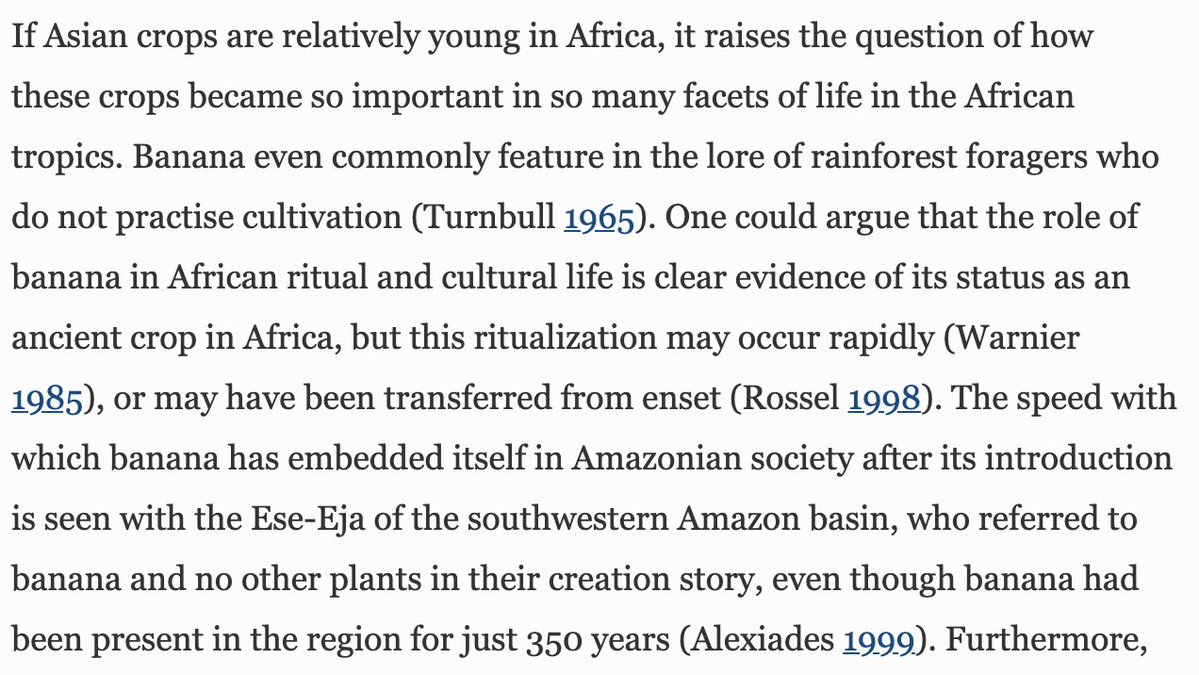 If Asian crops are relatively young in Africa, it raises the question of how
these crops became so important in so many facets of life in the African
tropics. Banana even commonly feature in the lore of rainforest foragers who
do not practise cultivation (Turnbull 1965). One could argue that the role of
banana in African ritual and cultural life is clear evidence of its status as an
ancient crop in Africa, but this ritualization may occur rapidly (Warnier
1985), or may have been transferred from enset (Rossel 1998). The speed with
which banana has embedded itself in Amazonian society after its introduction
is seen with the Ese-Eja of the southwestern Amazon basin, who referred to
banana and no other plants in their creation story, even though banana had
been present in the region for just 350 years (Alexiades 1999). Furthermore,